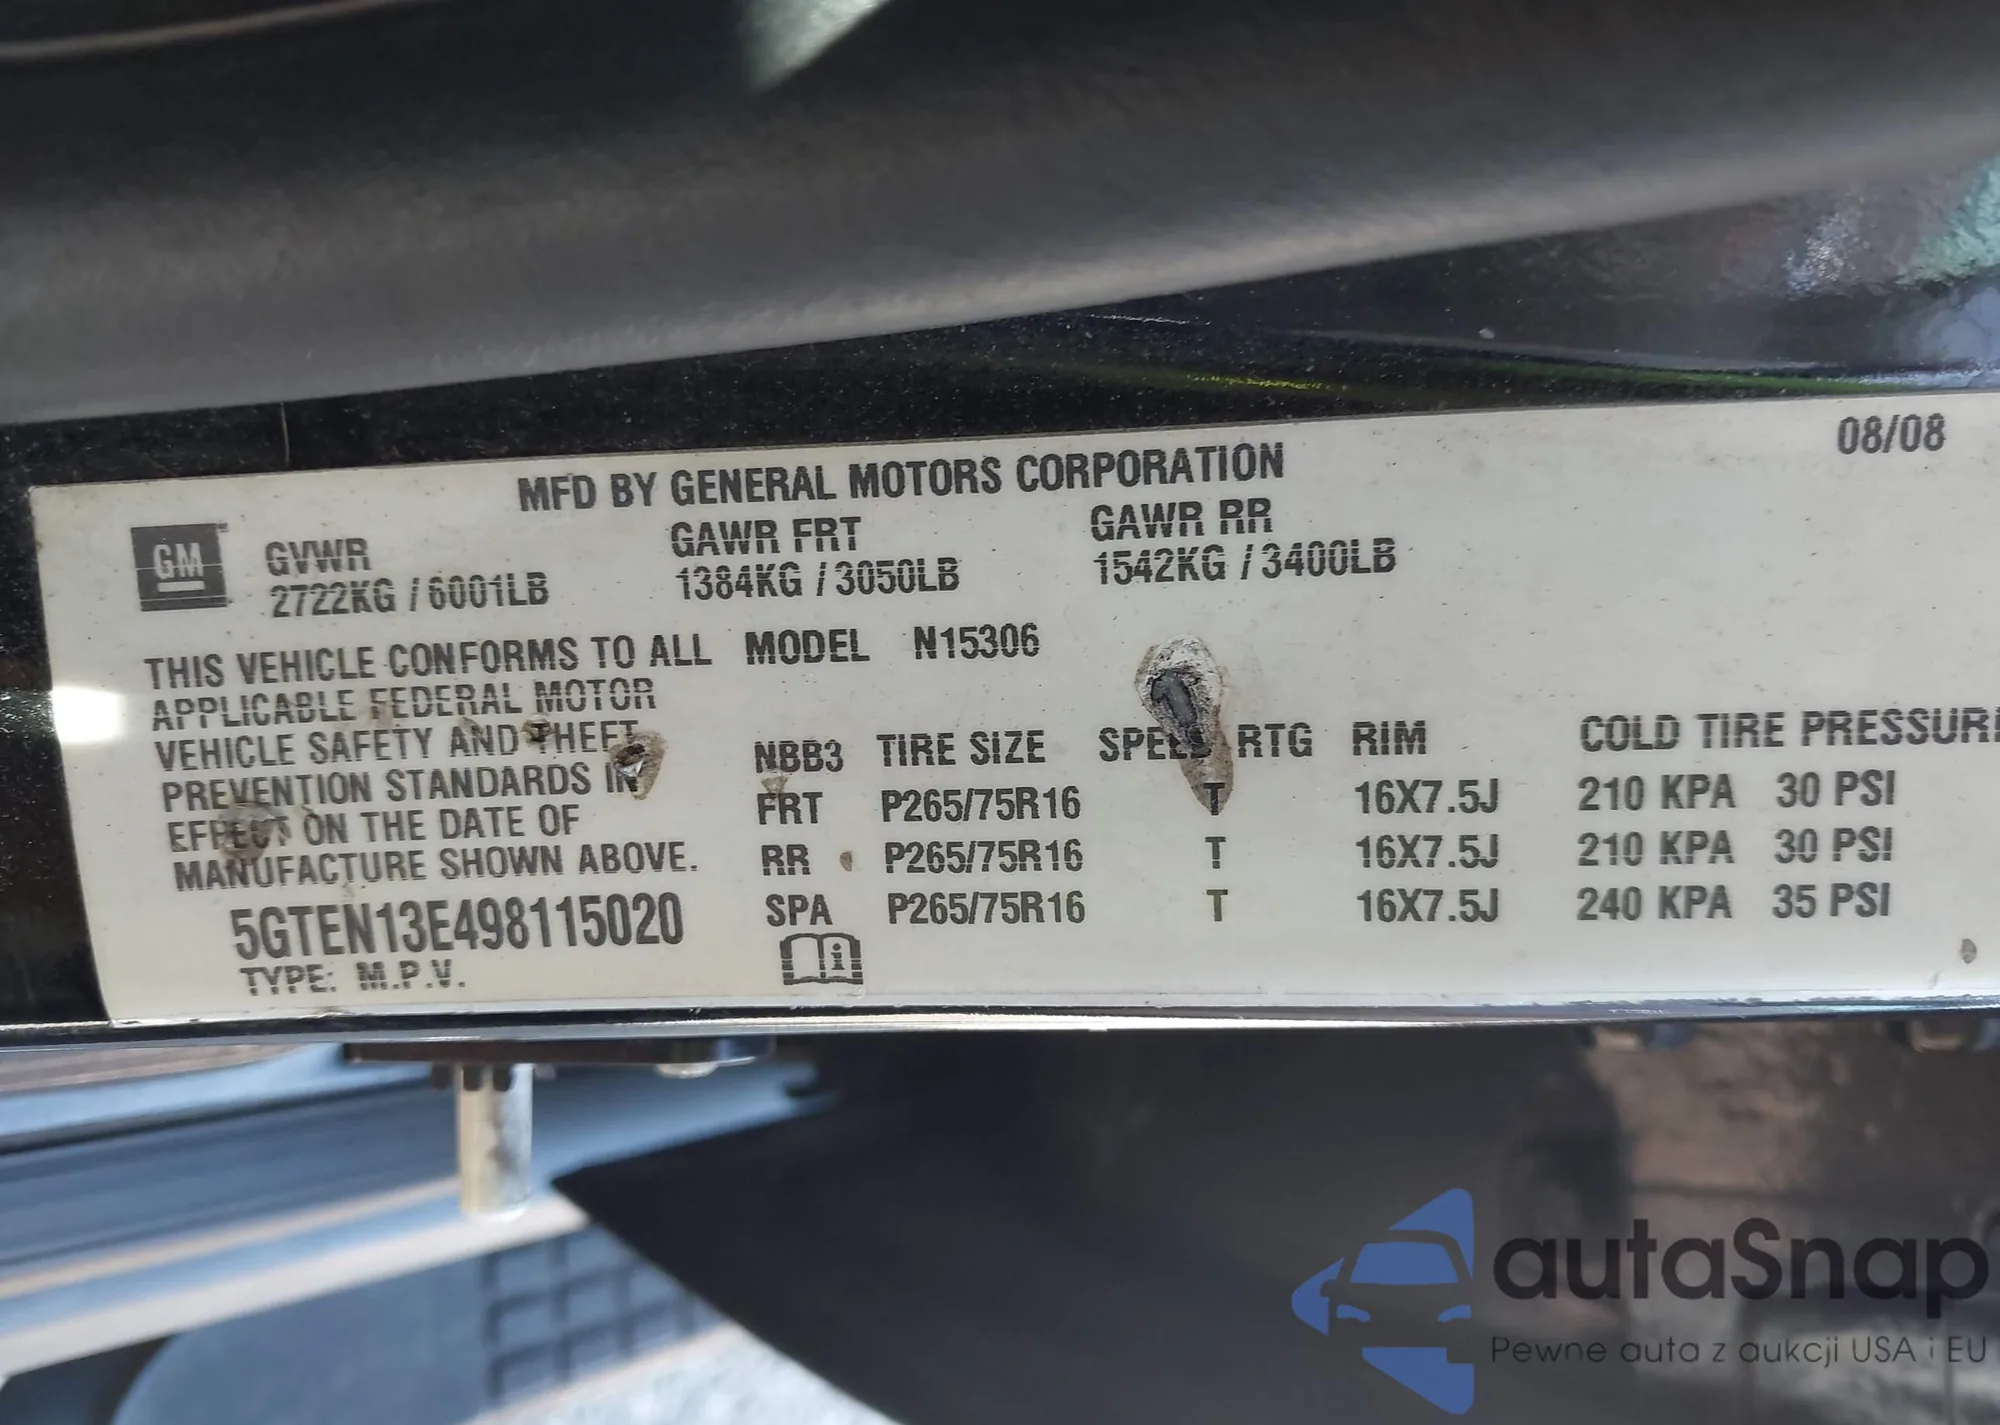 08/08
MFD BY GENERAL MOTORS CORPORATION
GM
GVWR GAWR FRT GAWR RR
2722KG / 6001LB 1384KG / 3050LB 1542KG / 3400LB
THIS VEHICLE CONFORMS TO ALL
APPLICABLE FEDERAL MOTOR
VEHICLE SAFETY AND THEFT
PREVENTION STANDARDS IN
EFFECT ON THE DATE OF
MANUFACTURE SHOWN ABOVE.
5GTEN13E498115020
TYPE: M.P.V.
MODEL N15306
NBB3 TIRE SIZE SPEED RTG RIM COLD TIRE PRESSURE
FRT P265/75R16 T 16X7.5J 210 KPA 30 PSI
RR P265/75R16 T 16X7.5J 210 KPA 30 PSI
SPA P265/75R16 T 16X7.5J 240 KPA 35 PSI
i
autaSnap
Pewne auta z aukcji USA i EU